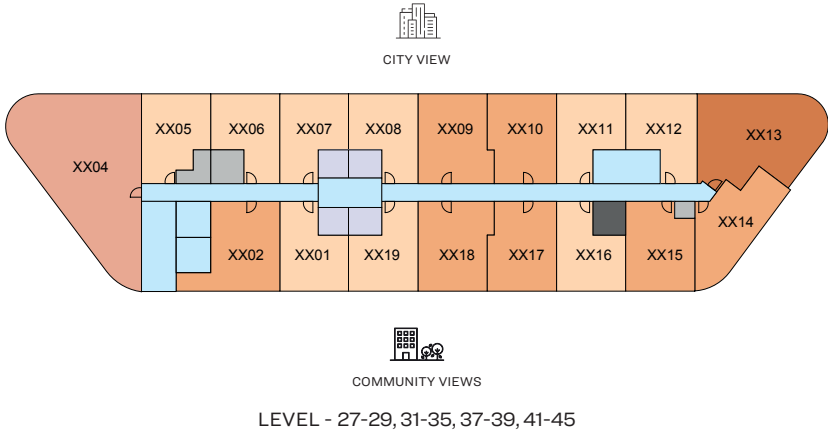 CITY VIEW
XX05 XX06 XX07 XX08 XX09 XX10 XX11 XX12 XX13
XX04
XX14
XX02 XX01 XX19 XX18 XX17 XX16 XX15
COMMUNITY VIEWS
LEVEL - 27-29, 31-35, 37-39, 41-45